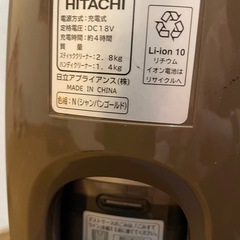 HITACHI
電源方式：充電式
定格電圧：DC18V
充電時間：約4時間
スティッククリーナー：2.8kg
ハンディクリーナー：1.4kg
日立アプライアンス(株)
MADE IN CHINA
色柄：N(シャンパンゴールド)
Li-ion 10
リチウム
イオン電池は
リサイクルへ